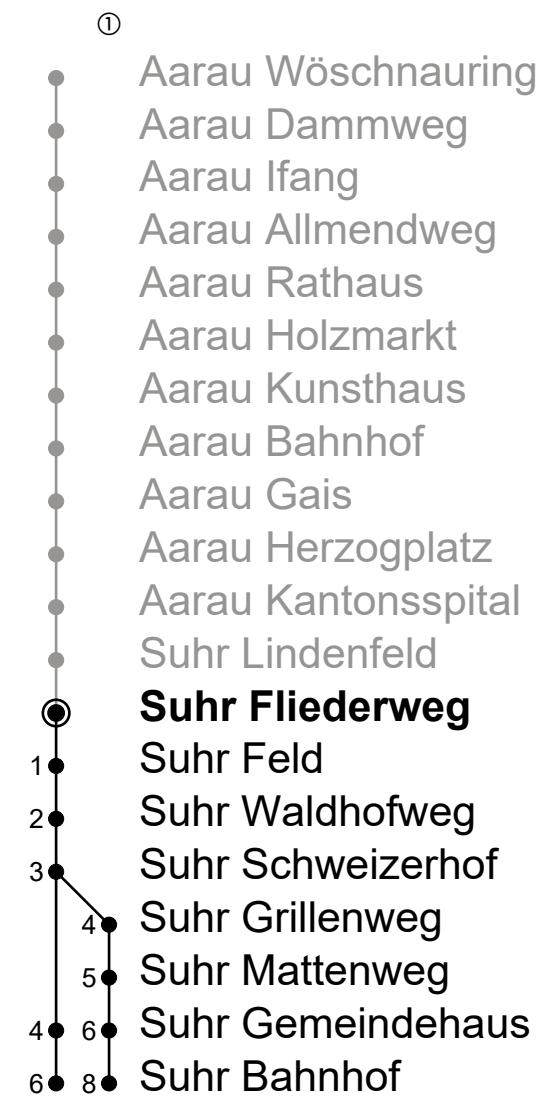 ①
Aarau Wöschnauring
Aarau Dammweg
Aarau Ifang
Aarau Allmendweg
Aarau Rathaus
Aarau Holzmarkt
Aarau Kunsthaus
Aarau Bahnhof
Aarau Gais
Aarau Herzogplatz
Aarau Kantonsspital
Suhr Lindenfeld
Suhr Fliederweg
1 Suhr Feld
2 Suhr Waldhofweg
3 Suhr Schweizerhof
4 Suhr Grillenweg
5 Suhr Mattenweg
4 6 Suhr Gemeindehaus
6 8 Suhr Bahnhof